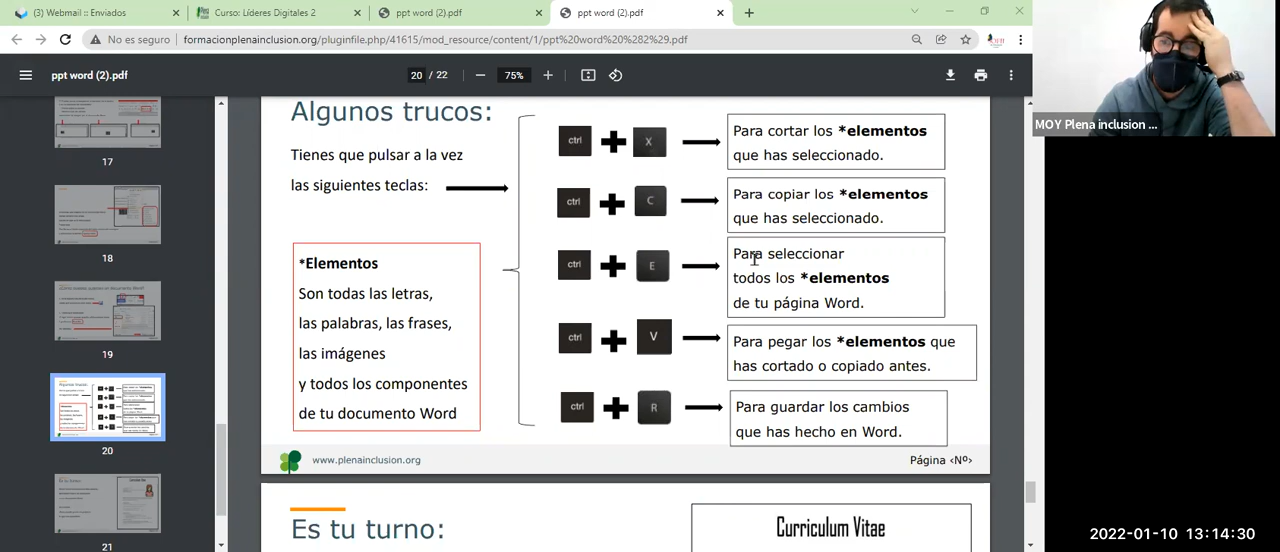 (3) Webmail :: Enviados
Curso: Líderes Digitales 2
ppt word (2).pdf
ppt word (2).pdf
No es seguro
formacionplenainclusion.org/pluginfile.php/41615/mod_resource/content/1/ppt%20word%20%282%29.pdf
ppt word (2).pdf
20 / 22
75%
MOY Plena inclusion ...
17
18
19
20
21
Algunos trucos:
Tienes que pulsar a la vez
las siguientes teclas:
*Elementos
Son todas las letras,
las palabras, las frases,
las imágenes
y todos los componentes
de tu documento Word
ctrl + X
Para cortar los *elementos
que has seleccionado.
ctrl + C
Para copiar los *elementos
que has seleccionado.
ctrl + E
Para seleccionar
todos los *elementos
de tu página Word.
ctrl + V
Para pegar los *elementos que
has cortado o copiado antes.
ctrl + R
Para guardar los cambios
que has hecho en Word.
www.plenainclusion.org
Página ‹Nº›
Es tu turno:
Curriculum Vitae
2022-01-10 13:14:30